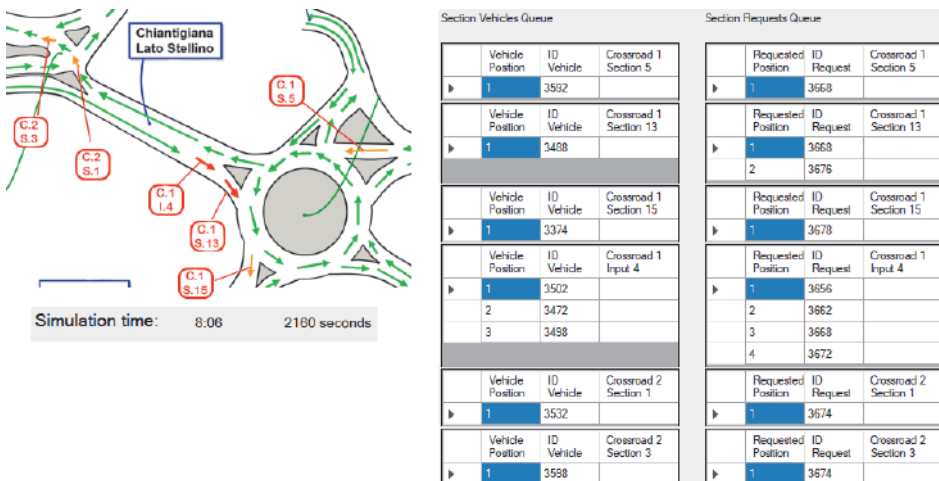 Chiantigiana
Lato Stellino
C.1
S.5
C.2
S.3
C.2
S.1
C.1
I.4
C.1
S.13
C.1
S.15
Simulation time: 8:06 2160 seconds
Section Vehicles Queue
Vehicle Position ID Vehicle Crossroad 1 Section 5
1 3592
Vehicle Position ID Vehicle Crossroad 1 Section 13
1 3488
Vehicle Position ID Vehicle Crossroad 1 Section 15
1 3374
Vehicle Position ID Vehicle Crossroad 1 Input 4
1 3502
2 3472
3 3498
Vehicle Position ID Vehicle Crossroad 2 Section 1
1 3532
Vehicle Position ID Vehicle Crossroad 2 Section 3
1 3598
Section Requests Queue
Requested Position ID Request Crossroad 1 Section 5
1 3668
Requested Position ID Request Crossroad 1 Section 13
1 3668
2 3676
Requested Position ID Request Crossroad 1 Section 15
1 3678
Requested Position ID Request Crossroad 1 Input 4
1 3656
2 3662
3 3668
4 3672
Requested Position ID Request Crossroad 2 Section 1
1 3674
Requested Position ID Request Crossroad 2 Section 3
1 3674